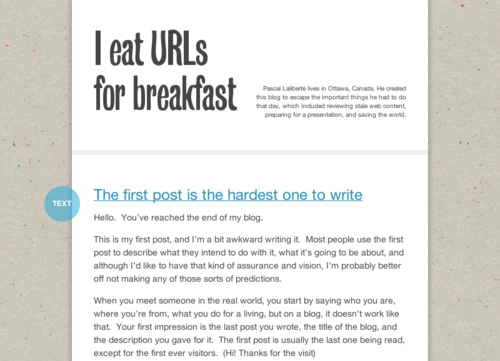 I eat URLs
for breakfast
Pascal Laliberté lives in Ottawa, Canada. He created
this blog to escape the important things he had to do
that day, which included reviewing stale web content,
preparing for a presentation, and saving the world.
TEXT
The first post is the hardest one to write
Hello.  You've reached the end of my blog.
This is my first post, and I'm a bit awkward writing it.  Most people use the first
post to describe what they intend to do with it, what it's going to be about, and
although I'd like to have that kind of assurance and vision, I'm probably better
off not making any of those sorts of predictions.
When you meet someone in the real world, you start by saying who you are,
where you're from, what you do for a living, but on a blog, it doesn't work like
that.  Your first impression is the last post you wrote, the title of the blog, and
the description you gave for it.  The first post is usually the last one being read,
except for the first ever visitors.  (Hi! Thanks for the visit)